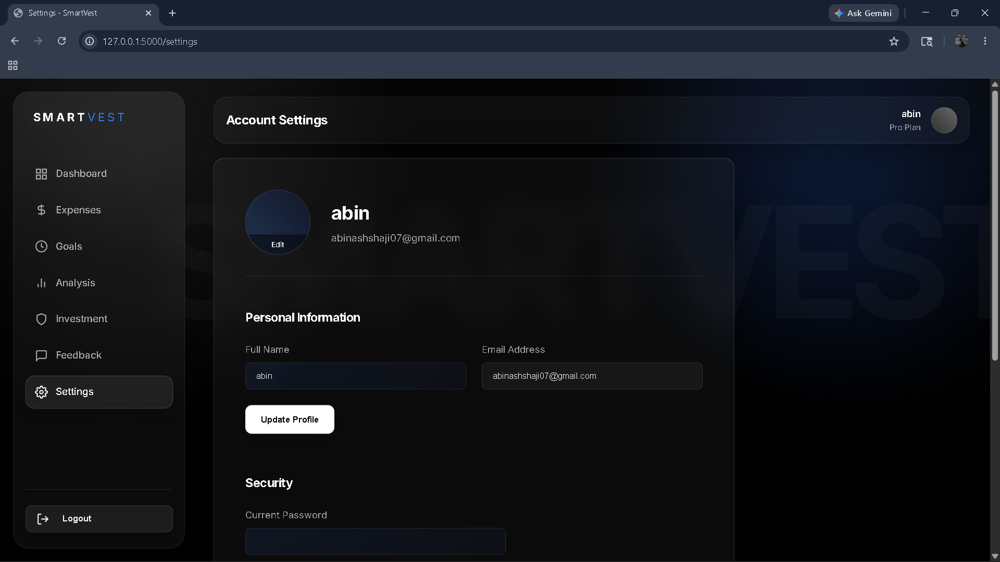 Settings - SmartVest
Ask Gemini
127.0.0.1:5000/settings
SMARTVEST
Dashboard
Expenses
Goals
Analysis
Investment
Feedback
Settings
Logout
Account Settings
abin
Pro Plan
Edit
abin
abinashshaji07@gmail.com
Personal Information
Full Name
Email Address
abin
abinashshaji07@gmail.com
Update Profile
Security
Current Password
SMARTVEST